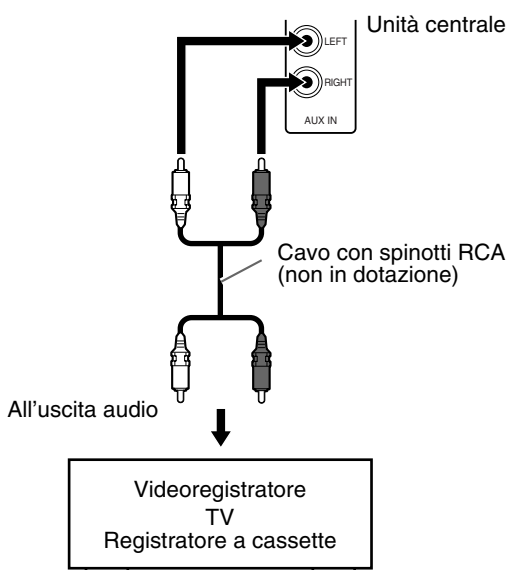 Unità centrale
LEFT
RIGHT
AUX IN
Cavo con spinotti RCA
(non in dotazione)
All'uscita audio
Videoregistratore
TV
Registratore a cassette